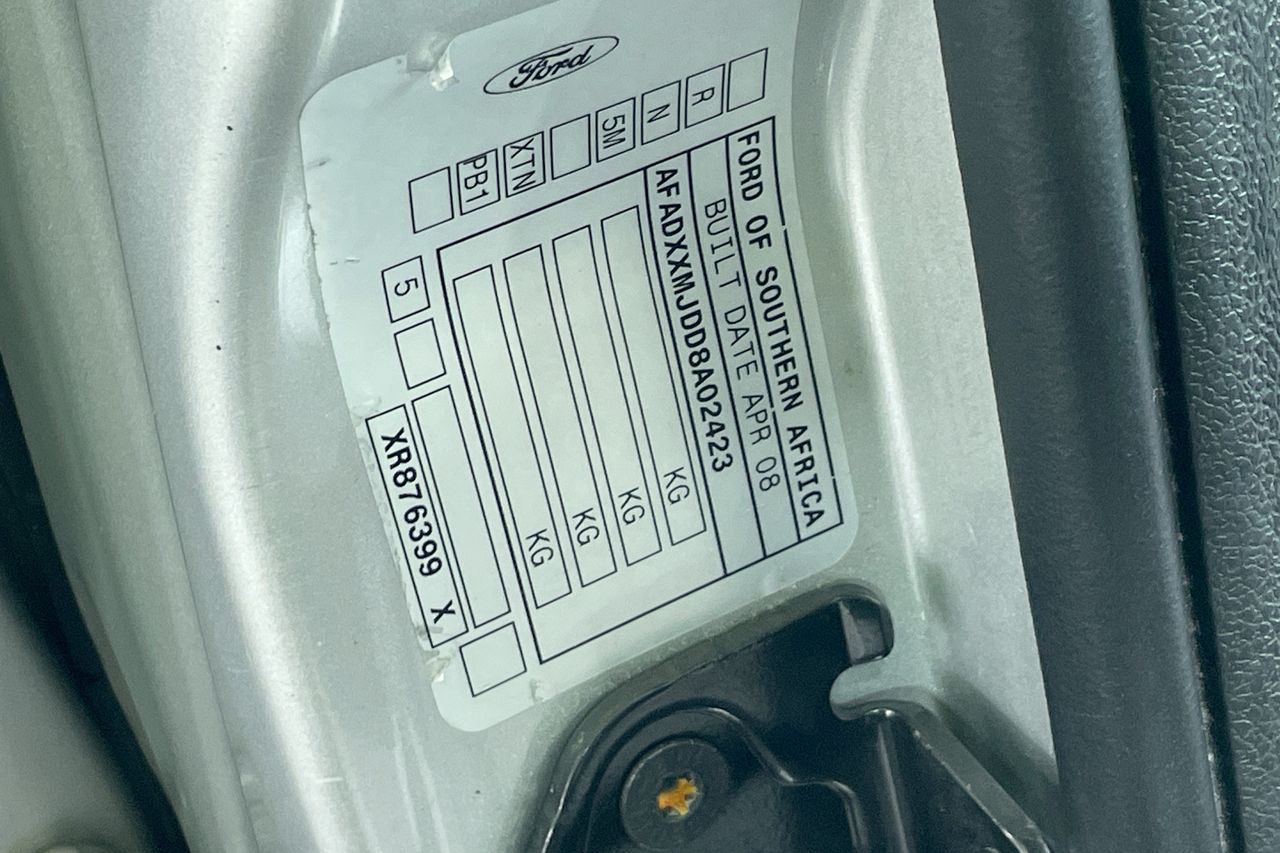 Ford
R
N
5M
XTN
PB1
FORD OF SOUTHERN AFRICA
BUILT DATE APR 08
AFADXXMJDD8A02423
KG
KG
KG
KG
5
XR876399 X